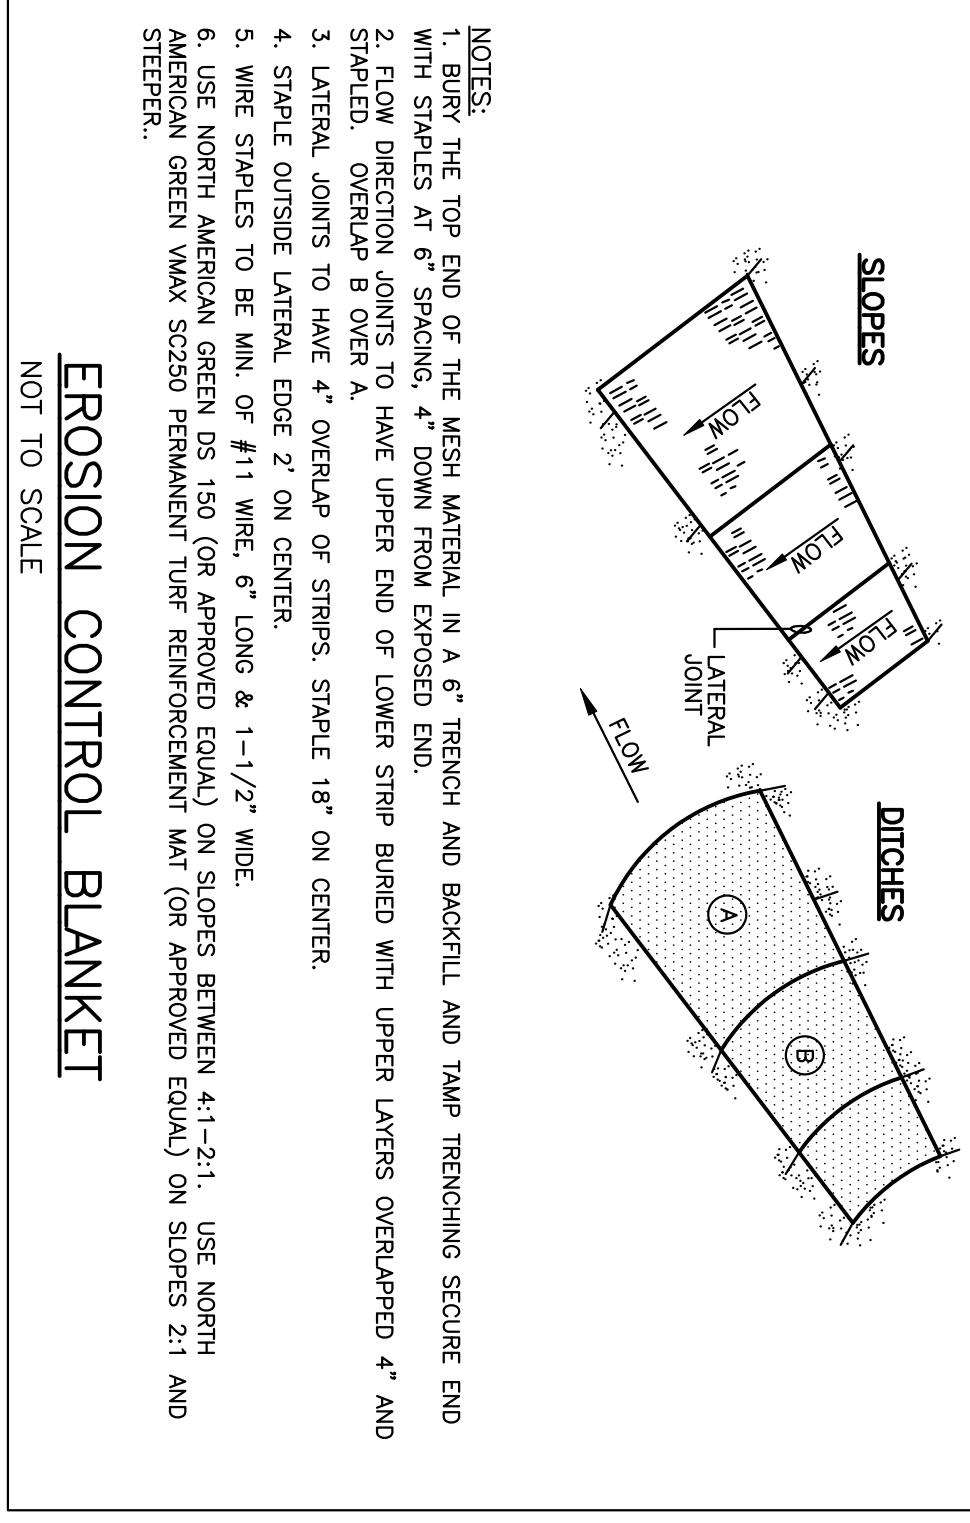 SLOPES
FLOW
FLOW
FLOW
LATERAL
JOINT
DITCHES
FLOW
A
B
NOTES:
1. BURY THE TOP END OF THE MESH MATERIAL IN A 6" TRENCH AND BACKFILL AND TAMP TRENCHING SECURE END
WITH STAPLES AT 6" SPACING, 4" DOWN FROM EXPOSED END.
2. FLOW DIRECTION JOINTS TO HAVE UPPER END OF LOWER STRIP BURIED WITH UPPER LAYERS OVERLAPPED 4" AND
STAPLED. OVERLAP B OVER A.
3. LATERAL JOINTS TO HAVE 4" OVERLAP OF STRIPS. STAPLE 18" ON CENTER.
4. STAPLE OUTSIDE LATERAL EDGE 2' ON CENTER.
5. WIRE STAPLES TO BE MIN. OF #11 WIRE, 6" LONG & 1-1/2" WIDE.
6. USE NORTH AMERICAN GREEN DS 150 (OR APPROVED EQUAL) ON SLOPES BETWEEN 4:1-2:1. USE NORTH
AMERICAN GREEN VMAX SC250 PERMANENT TURF REINFORCEMENT MAT (OR APPROVED EQUAL) ON SLOPES 2:1 AND
STEEPER..
EROSION CONTROL BLANKET
NOT TO SCALE